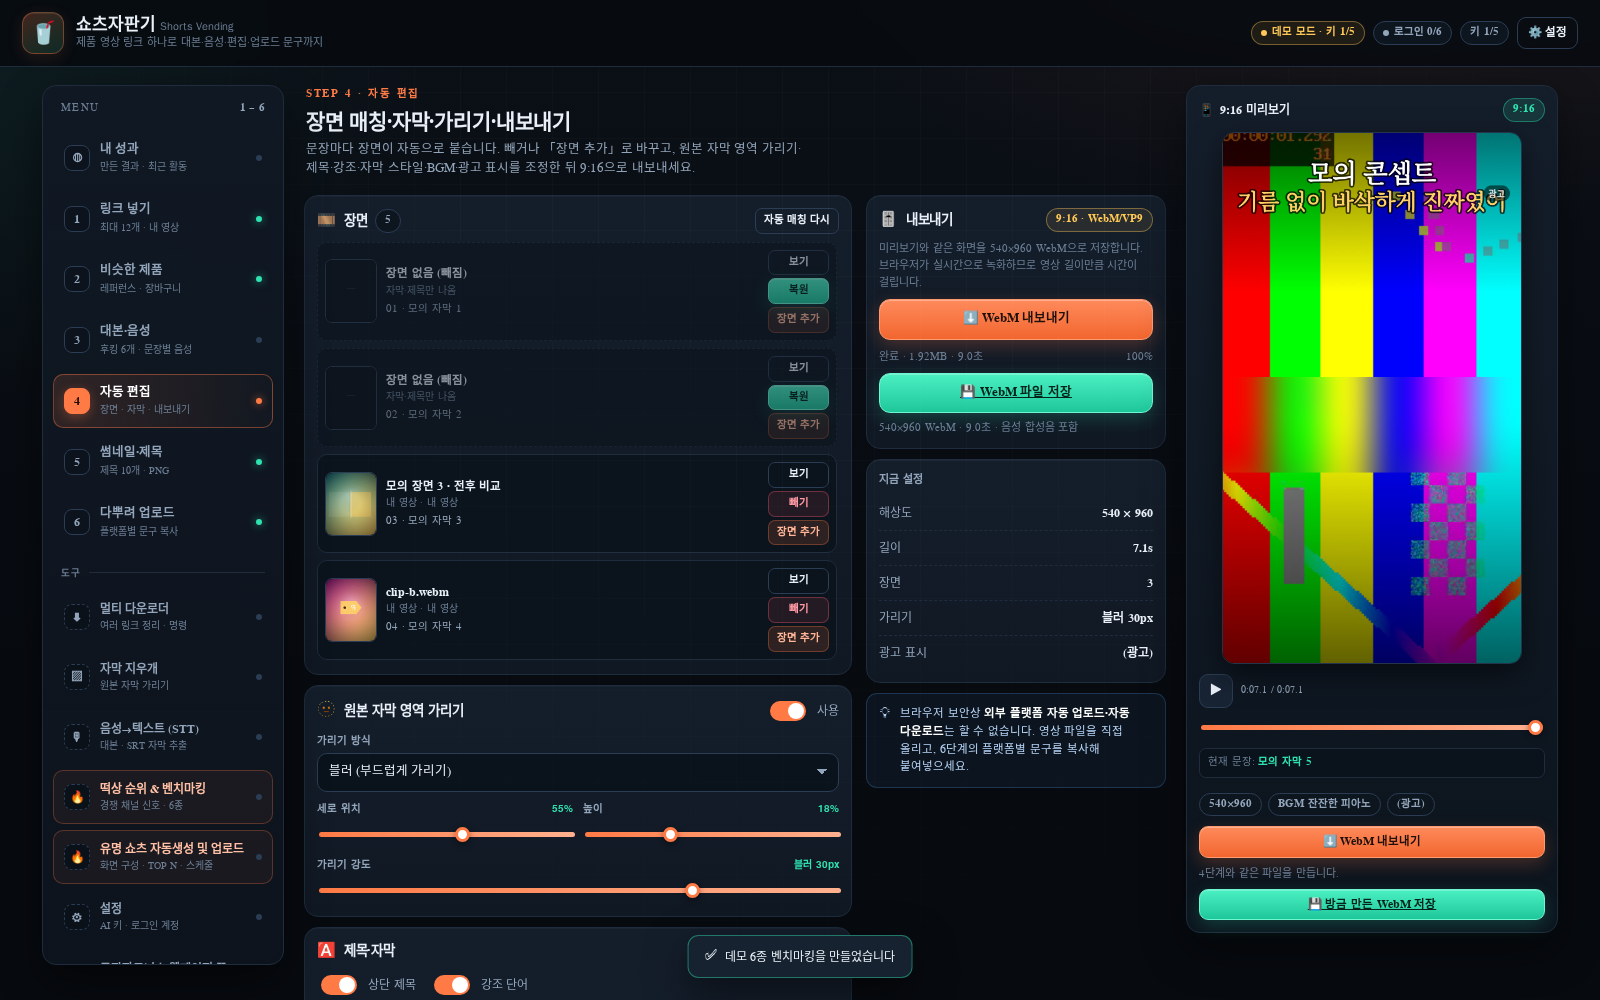 쇼츠자판기 Shorts Vending
제품 영상 링크 하나로 대본·음성·편집·업로드 문구까지
데모 모드 · 키 1/5
로그인 0/6
키 1/5
설정
MENU
1 – 6
내 성과
만든 결과 · 최근 활동
1
링크 넣기
최대 12개 · 내 영상
2
비슷한 제품
레퍼런스 · 장바구니
3
대본·음성
후킹 6개 · 문장별 음성
4
자동 편집
장면 · 자막 · 내보내기
5
썸네일·제목
제목 10개 · PNG
6
다뿌려 업로드
플랫폼별 문구 복사
도구
멀티 다운로더
여러 링크 정리 · 명령
자막 지우개
원본 자막 가리기
음성→텍스트 (STT)
대본 · SRT 자막 추출
떡상 순위 & 벤치마킹
경쟁 채널 신호 · 6종
유명 쇼츠 자동생성 및 업로드
화면 구성 · TOP N · 스케줄
설정
AI 키 · 로그인 계정
STEP 4 · 자동 편집
장면 매칭·자막·가리기·내보내기
문장마다 장면이 자동으로 붙습니다. 빼거나 「장면 추가」로 바꾸고, 원본 자막 영역 가리기·
제목·강조·자막 스타일·BGM·광고 표시를 조정한 뒤 9:16으로 내보내세요.
장면 5
자동 매칭 다시
장면 없음 (빠짐)
자막 제목만 나옴
01 · 모의 자막 1
보기
복원
장면 추가
장면 없음 (빠짐)
자막 제목만 나옴
02 · 모의 자막 2
보기
복원
장면 추가
모의 장면 3 · 전후 비교
내 영상 · 내 영상
03 · 모의 자막 3
보기
빼기
장면 추가
clip-b.webm
내 영상 · 내 영상
04 · 모의 자막 4
보기
빼기
장면 추가
원본 자막 영역 가리기
사용
가리기 방식
블러 (부드럽게 가리기)
세로 위치 55%
높이 18%
가리기 강도 블러 30px
제목·자막
상단 제목
강조 단어
내보내기
9:16 · WebM/VP9
미리보기와 같은 화면을 540×960 WebM으로 저장합니다.
브라우저가 실시간으로 녹화하므로 영상 길이만큼 시간이
걸립니다.
WebM 내보내기
완료 · 1.92MB · 9.0초 100%
WebM 파일 저장
540×960 WebM · 9.0초 · 음성 합성음 포함
지금 설정
해상도 540 × 960
길이 7.1s
장면 3
가리기 블러 30px
광고 표시 (광고)
브라우저 보안상 외부 플랫폼 자동 업로드·자동
다운로드는 할 수 없습니다. 영상 파일을 직접
올리고, 6단계의 플랫폼별 문구를 복사해
붙여넣으세요.
데모 6종 벤치마킹을 만들었습니다
9:16 미리보기
9:16
00:00:01.292
31
모의 콘셉트
광고
기름 없이 바삭하게 진짜였어
0:07.1 / 0:07.1
현재 문장: 모의 자막 5
540×960
BGM 잔잔한 피아노
(광고)
WebM 내보내기
4단계와 같은 파일을 만듭니다.
방금 만든 WebM 저장